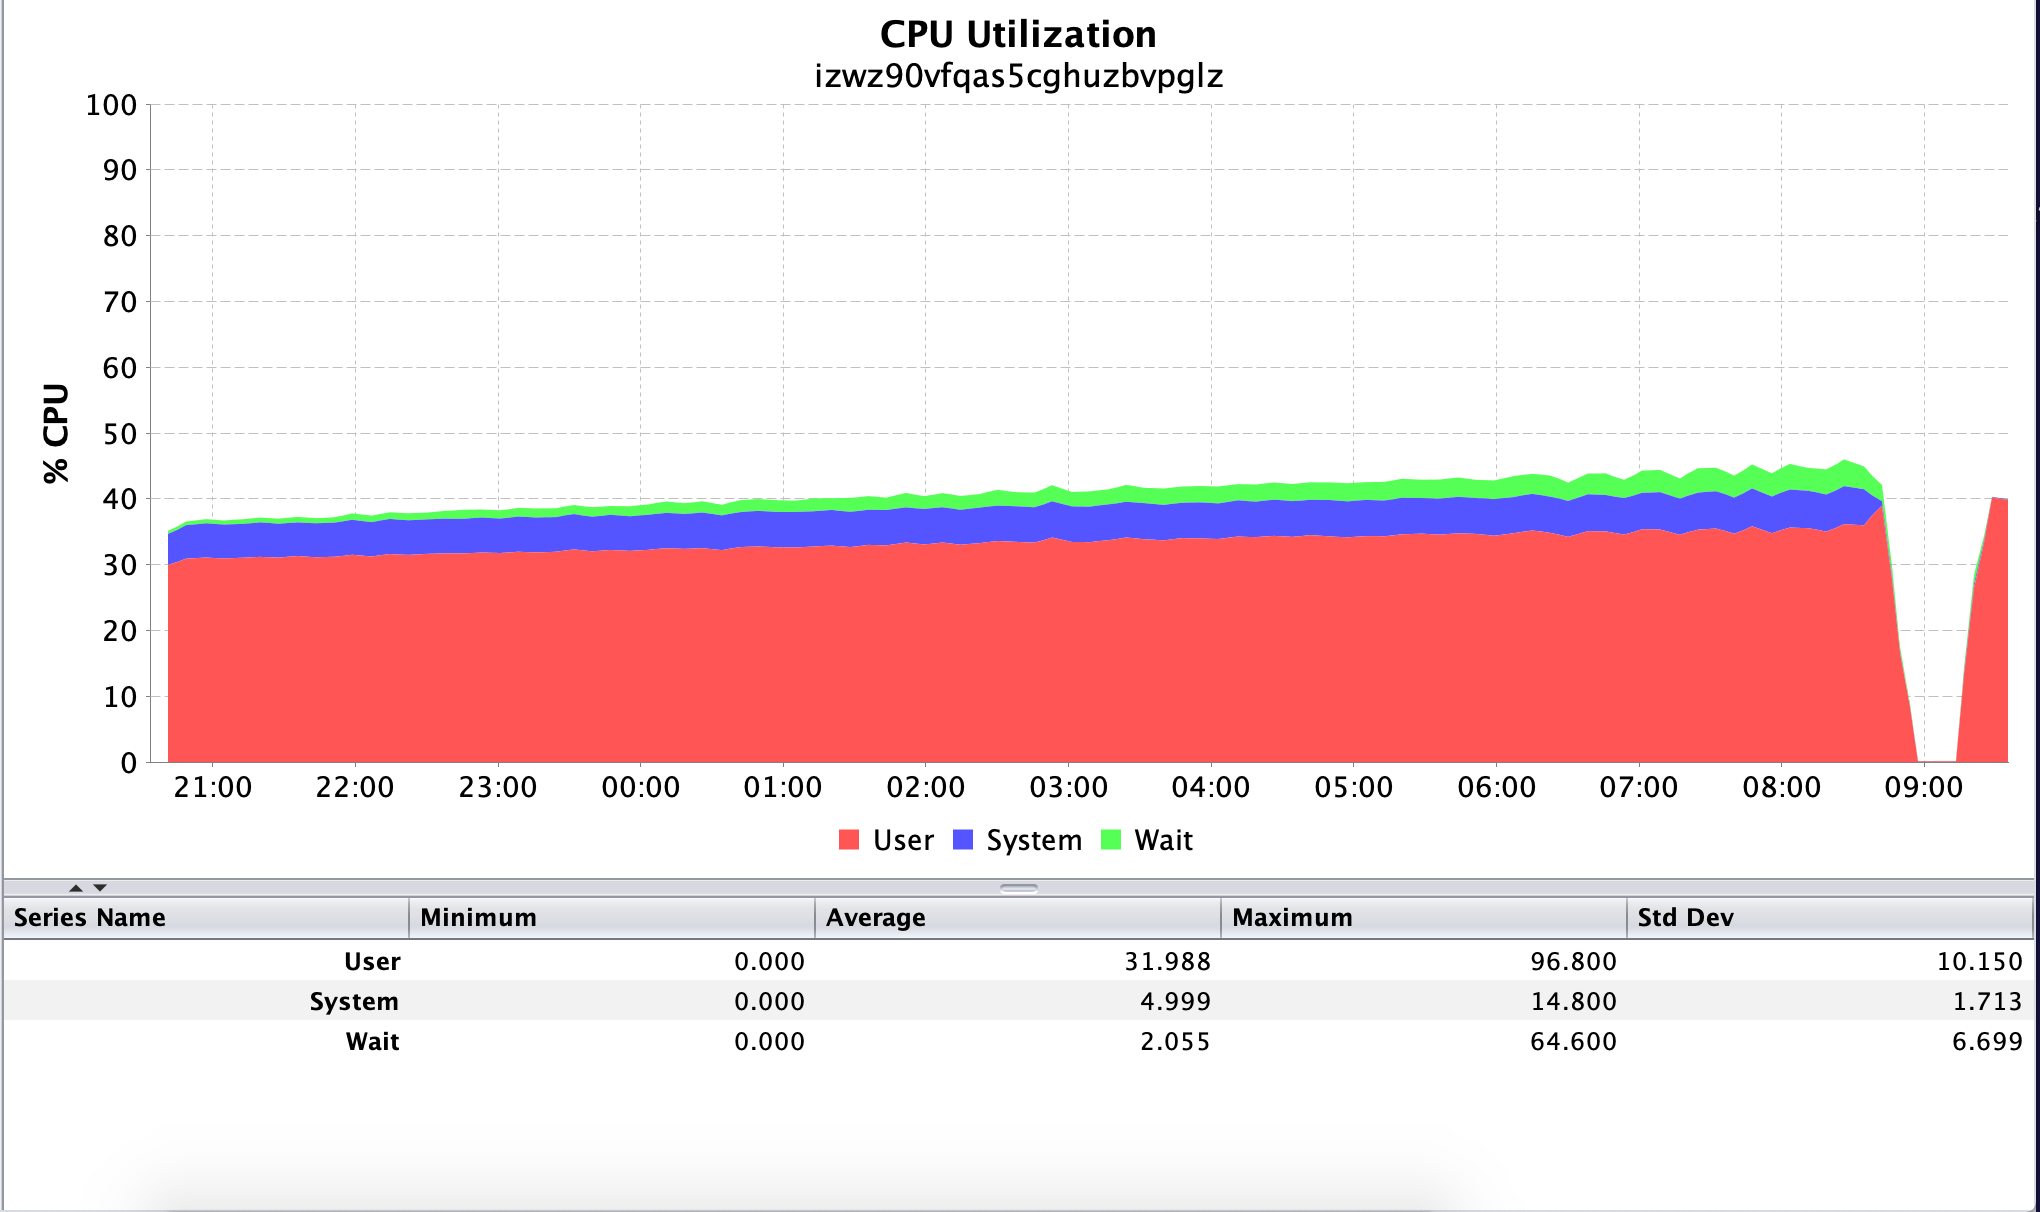 CPU Utilization
izwz90vfqas5cghuzbvpglz
100
90
80
70
60
50
40
30
20
10
0
% CPU
21:00 22:00 23:00 00:00 01:00 02:00 03:00 04:00 05:00 06:00 07:00 08:00 09:00
User System Wait
Series Name Minimum Average Maximum Std Dev
User 0.000 31.988 96.800 10.150
System 0.000 4.999 14.800 1.713
Wait 0.000 2.055 64.600 6.699